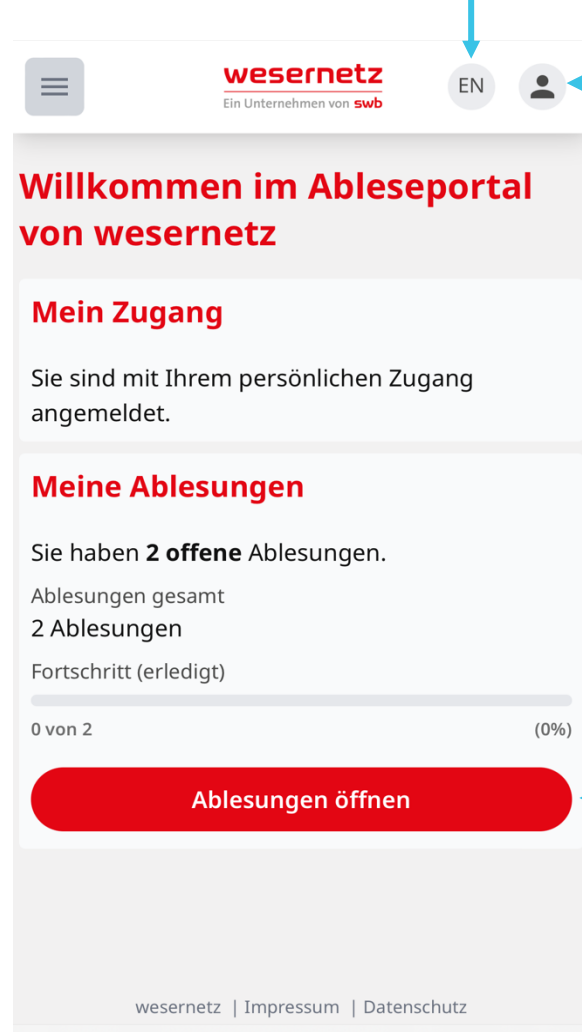 wesernetz
Ein Unternehmen von swb
EN
Willkommen im Ableseportal
von wesernetz
Mein Zugang
Sie sind mit Ihrem persönlichen Zugang
angemeldet.
Meine Ablesungen
Sie haben 2 offene Ablesungen.
Ablesungen gesamt
2 Ablesungen
Fortschritt (erledigt)
0 von 2 (0%)
Ablesungen öffnen
wesernetz | Impressum | Datenschutz